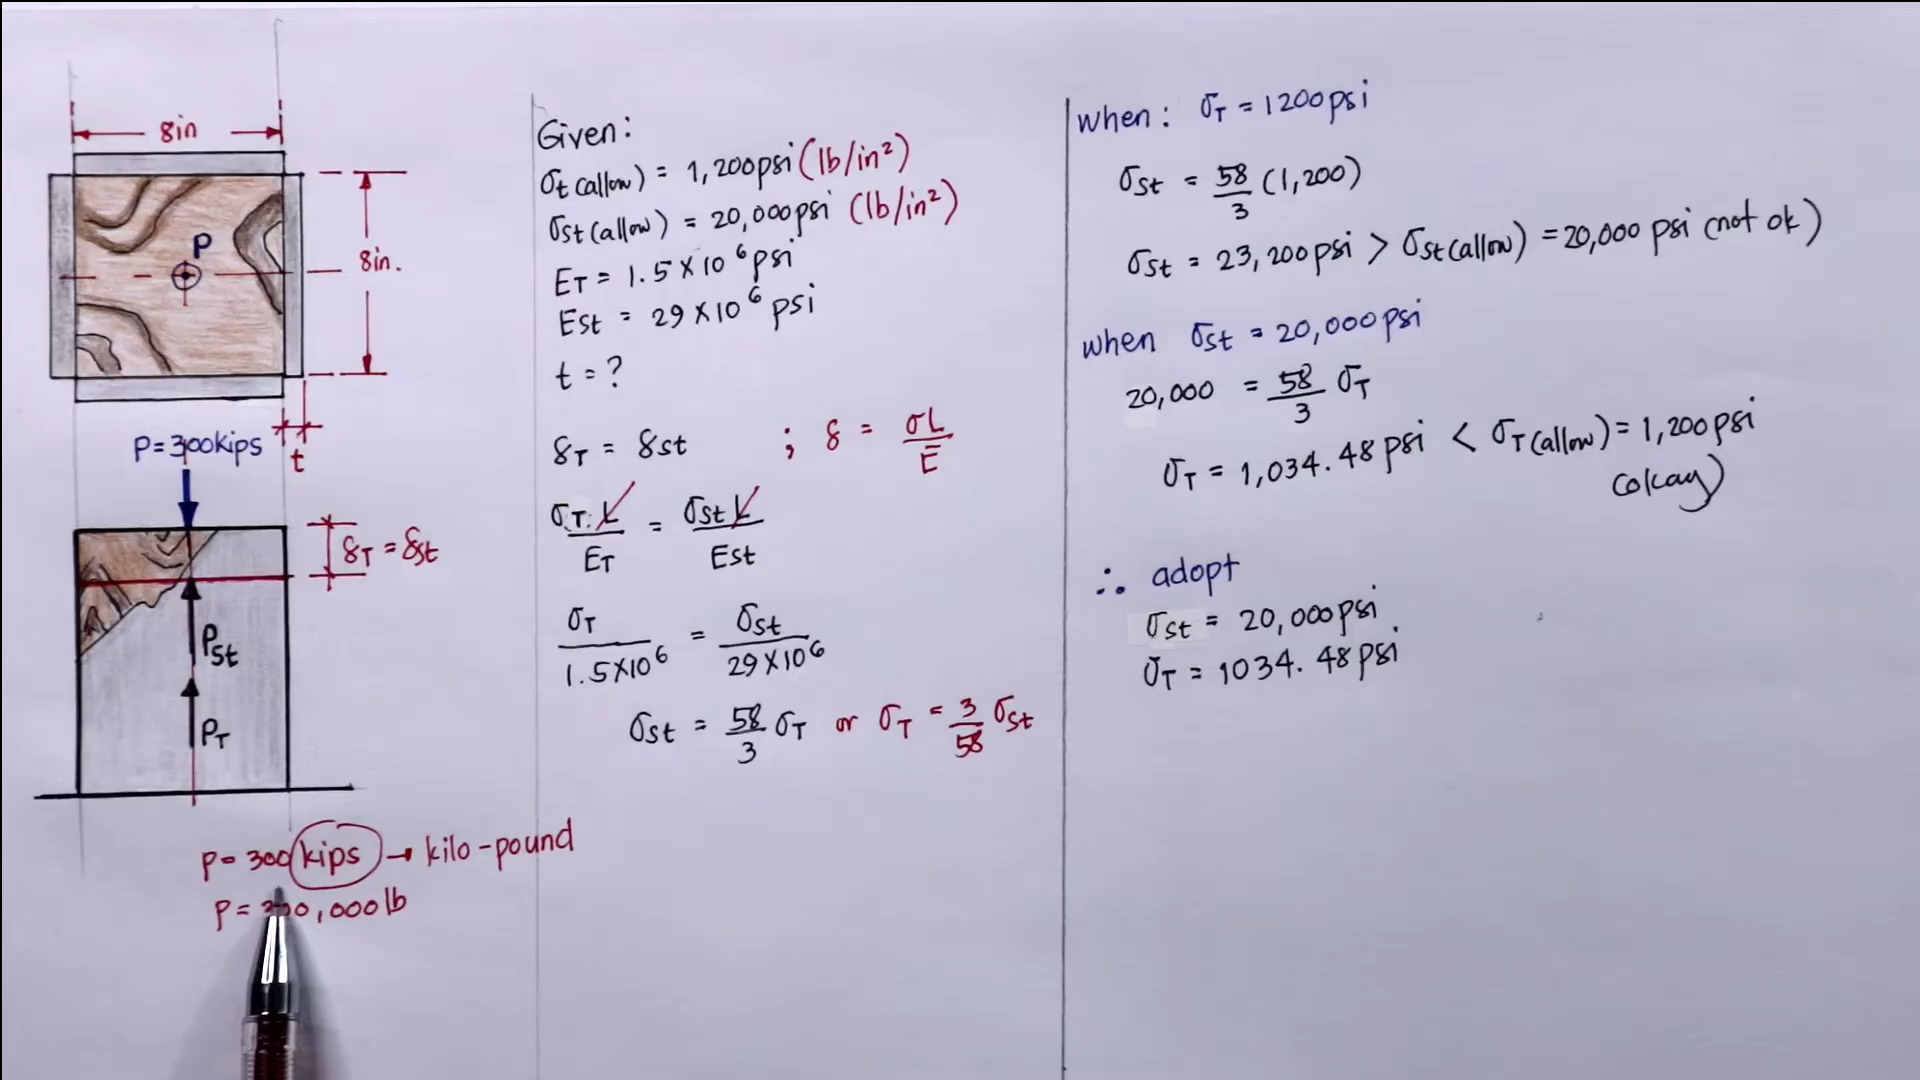 8in
P
8in.
P=300kips
t
δT = δst
Pst
PT
P= 300 kips → kilo-pound
P= 300,000 lb
Given:
σt(allow) = 1,200psi (lb/in²)
σst(allow) = 20,000psi (lb/in²)
ET = 1.5 × 10⁶ psi
Est = 29 × 10⁶ psi
t = ?
δT = δst ; δ = σL/E
σT L/ET = σst L/Est
σT/1.5×10⁶ = σst/29×10⁶
σst = 58/3 σT or σT = 3/58 σst
when: σT = 1200psi
σst = 58/3 (1,200)
σst = 23,200psi > σst(allow) = 20,000 psi (not ok)
when σst = 20,000psi
20,000 = 58/3 σT
σT = 1,034.48 psi < σT(allow) = 1,200psi
(okay)
∴ adopt
σst = 20,000psi
σT = 1034.48psi